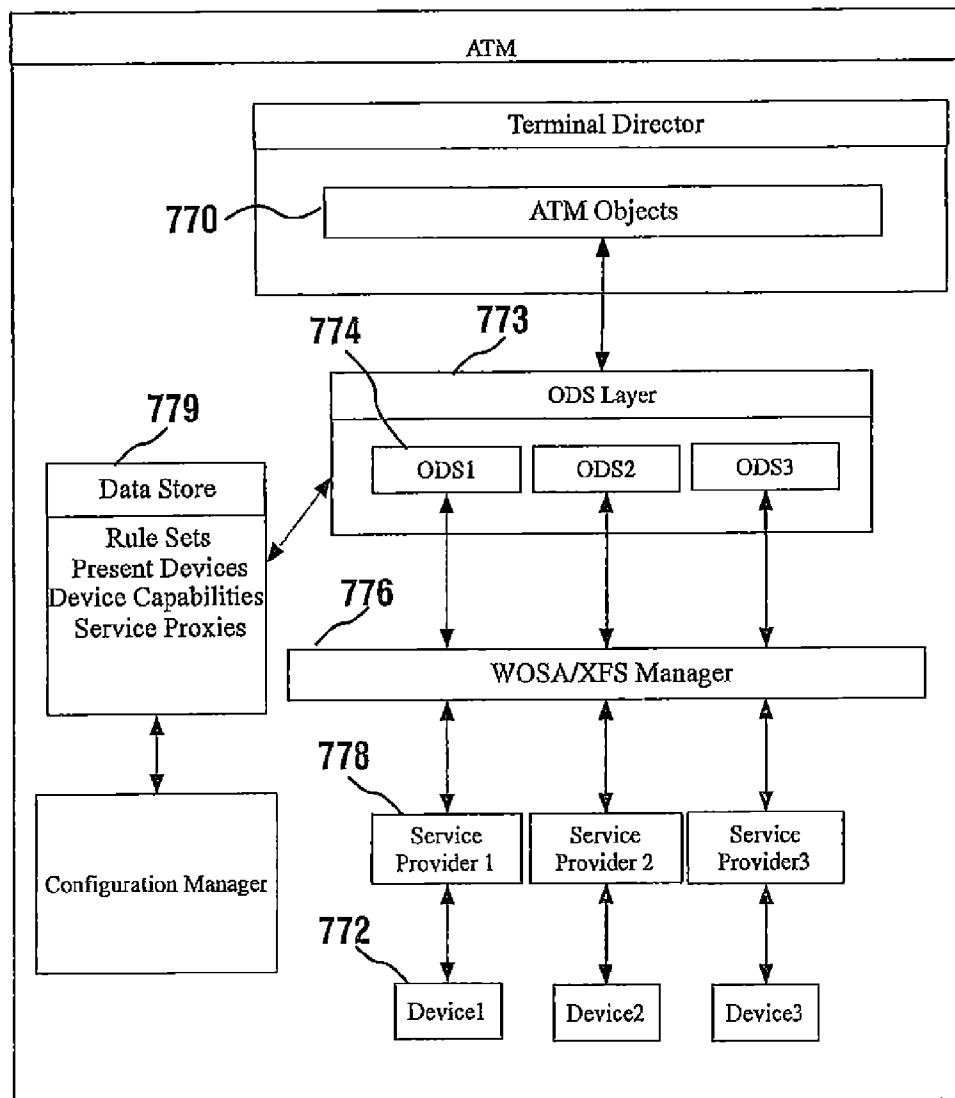 ATM
Terminal Director
770
ATM Objects
774
773
ODS Layer
779
ODS1
ODS2
ODS3
Data Store
Rule Sets
Present Devices
Device Capabilities
Service Proxies
776
WOSA/XFS Manager
778
Service
Provider 1
Service
Provider 2
Service
Provider3
Configuration Manager
772
Device1
Device2
Device3